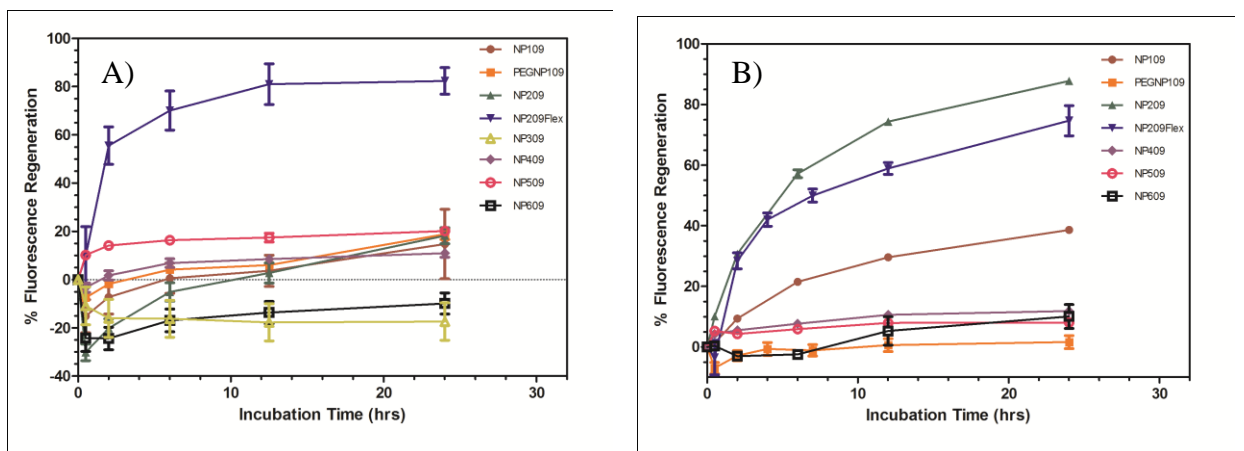 A)
% Fluorescence Regeneration
100
80
60
40
20
0
-20
-40
0
10
20
30
Incubation Time (hrs)
NP109
PEGNP109
NP209
NP209Flex
NP309
NP409
NP509
NP609
B)
% Fluorescence Regeneration
100
80
60
40
20
0
0
10
20
30
Incubation Time (hrs)
NP109
PEGNP109
NP209
NP209Flex
NP409
NP509
NP609